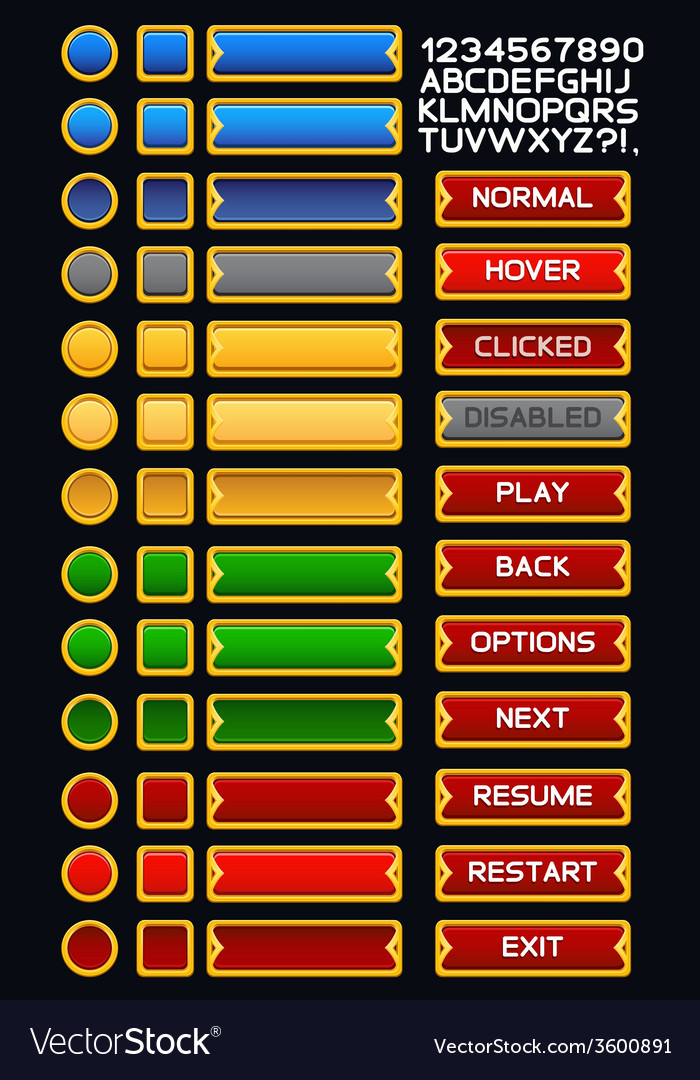 1234567890
ABCDEFGHIJ
KLMNOPQRS
TUVWXYZ?!,
NORMAL
HOVER
CLICKED
DISABLED
PLAY
BACK
OPTIONS
NEXT
RESUME
RESTART
EXIT
VectorStock®
VectorStock.com/3600891